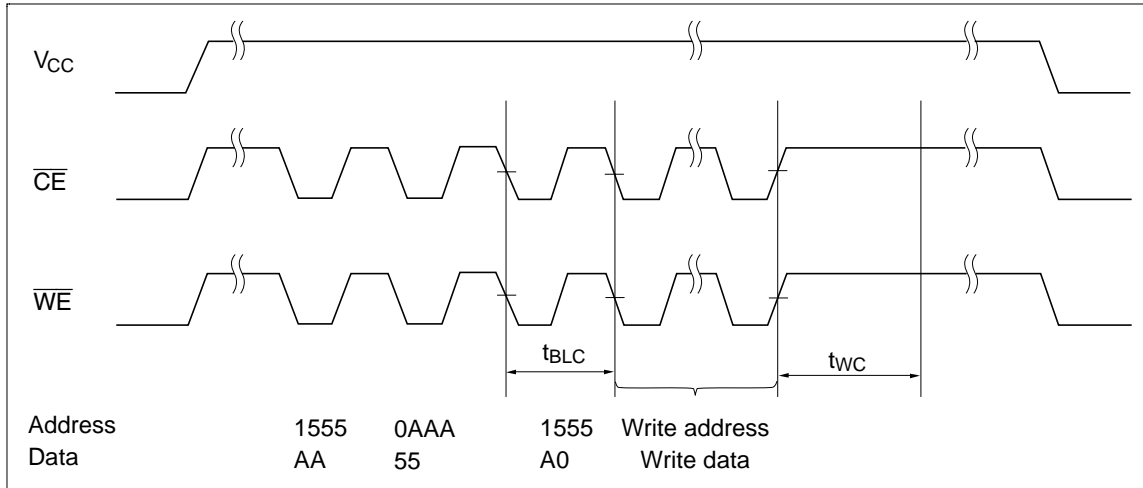 VCC
CE
WE
tBLC
tWC
Address 1555 0AAA 1555 Write address
Data AA 55 A0 Write data